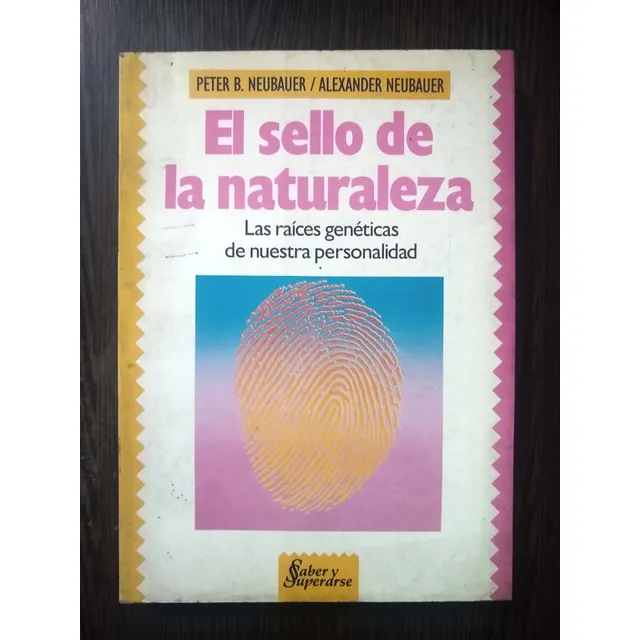 PETER B. NEUBAUER / ALEXANDER NEUBAUER
El sello de
la naturaleza
Las raíces genéticas
de nuestra personalidad
Saber y
Superarse